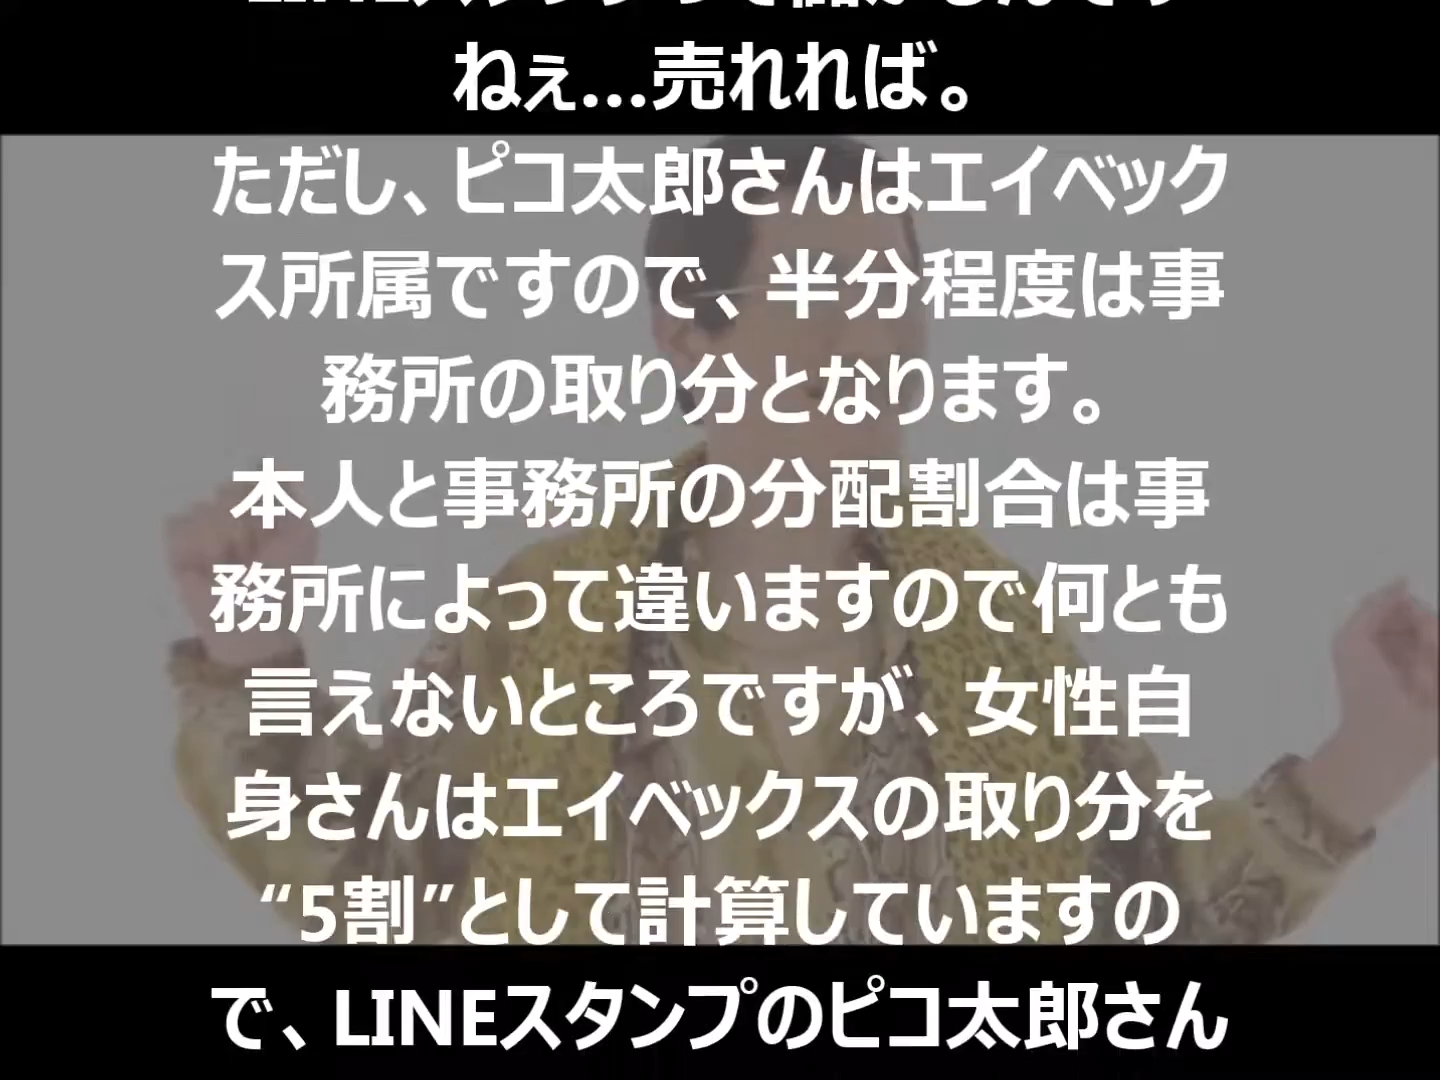 ねぇ…売れれば。
ただし、ピコ太郎さんはエイベック
ス所属ですので、半分程度は事
務所の取り分となります。
本人と事務所の分配割合は事
務所によって違いますので何とも
言えないところですが、女性自
身さんはエイベックスの取り分を
“5割”として計算していますの
で、LINEスタンプのピコ太郎さん